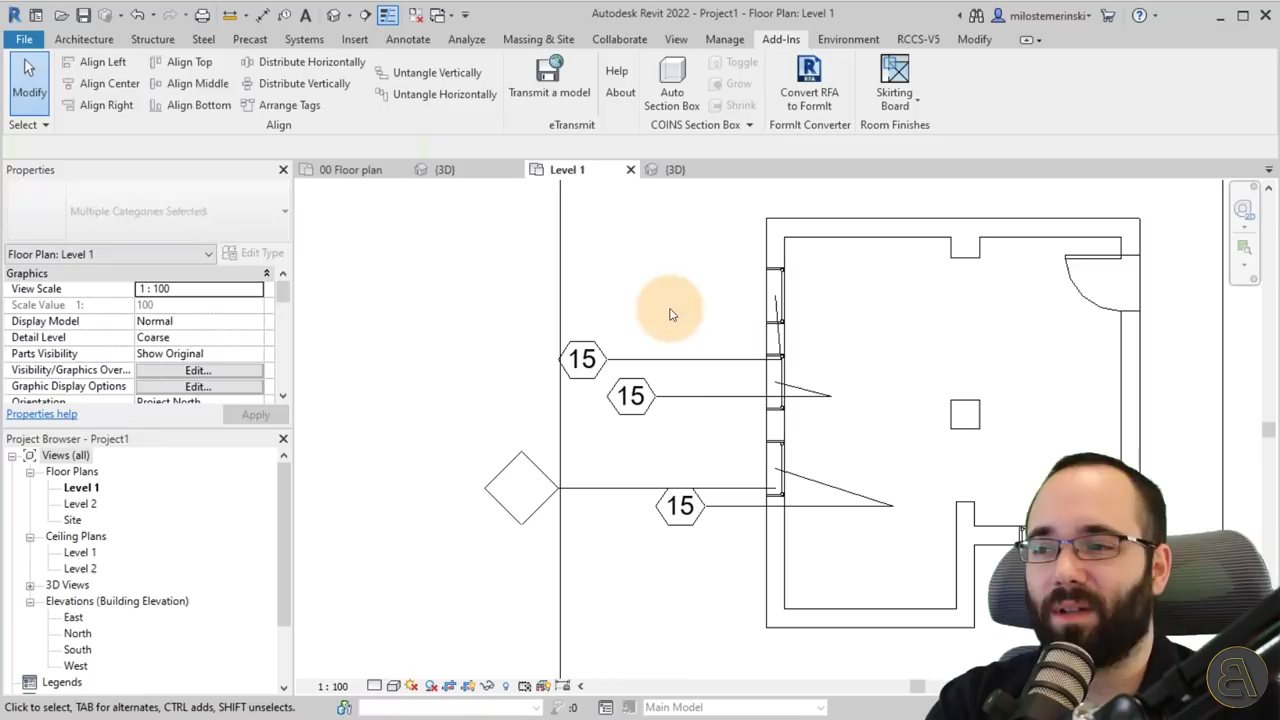 Autodesk Revit 2022 - Project1 - Floor Plan: Level 1
milostemerinski
File Architecture Structure Steel Precast Systems Insert Annotate Analyze Massing & Site Collaborate View Manage Add-Ins Environment RCCS-V5 Modify
Modify
Select
Align Left
Align Center
Align Right
Align Top
Align Middle
Align Bottom
Distribute Horizontally
Distribute Vertically
Arrange Tags
Untangle Vertically
Untangle Horizontally
Align
Transmit a model
eTransmit
Help
About
Auto
Section Box
Toggle
Grow
Shrink
COINS Section Box
Convert RFA
to FormIt
FormIt Converter
Skirting
Board
Room Finishes
Properties
00 Floor plan
{3D}
Level 1
{3D}
Multiple Categories Selected
Floor Plan: Level 1
Edit Type
Graphics
View Scale 1 : 100
Scale Value 1: 100
Display Model Normal
Detail Level Coarse
Parts Visibility Show Original
Visibility/Graphics Over... Edit...
Graphic Display Options Edit...
Orientation Project North
Properties help
Apply
Project Browser - Project1
Views (all)
Floor Plans
Level 1
Level 2
Site
Ceiling Plans
Level 1
Level 2
3D Views
Elevations (Building Elevation)
East
North
South
West
Legends
15
15
15
1 : 100
Click to select, TAB for alternates, CTRL adds, SHIFT unselects.
:0
Main Model